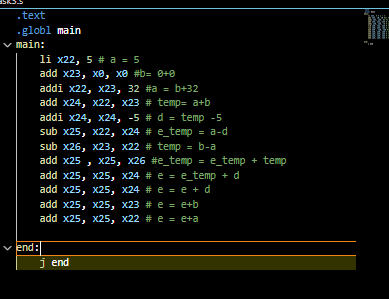 ask5.s
.text
.globl main
main:
li x22, 5 # a = 5
add x23, x0, x0 #b= 0+0
addi x22, x23, 32 #a = b+32
add x24, x22, x23 # temp= a+b
addi x24, x24, -5 # d = temp -5
sub x25, x22, x24 # e_temp = a-d
sub x26, x23, x22 # temp = b-a
add x25 , x25, x26 #e_temp = e_temp + temp
add x25, x25, x24 # e = e_temp + d
add x25, x25, x24 # e = e + d
add x25, x25, x23 # e = e+b
add x25, x25, x22 # e = e+a
end:
j end